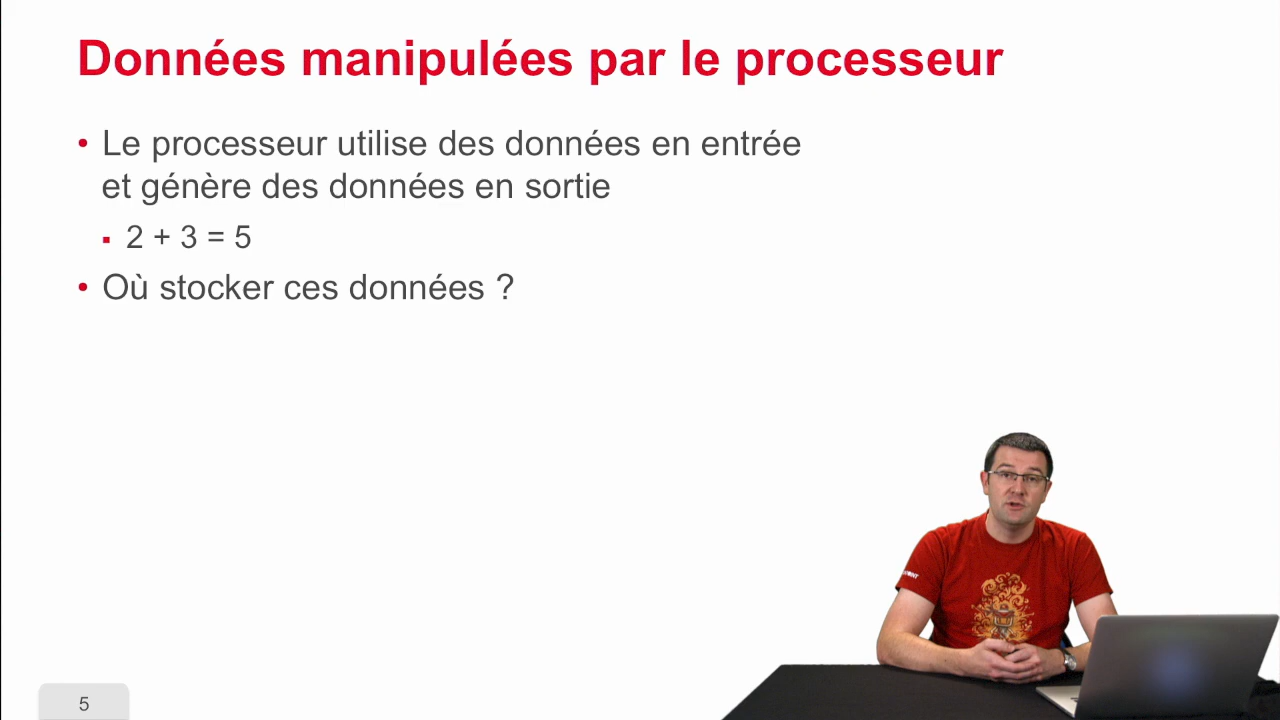 Données manipulées par le processeur
• Le processeur utilise des données en entrée
et génère des données en sortie
▪ 2 + 3 = 5
• Où stocker ces données ?
5